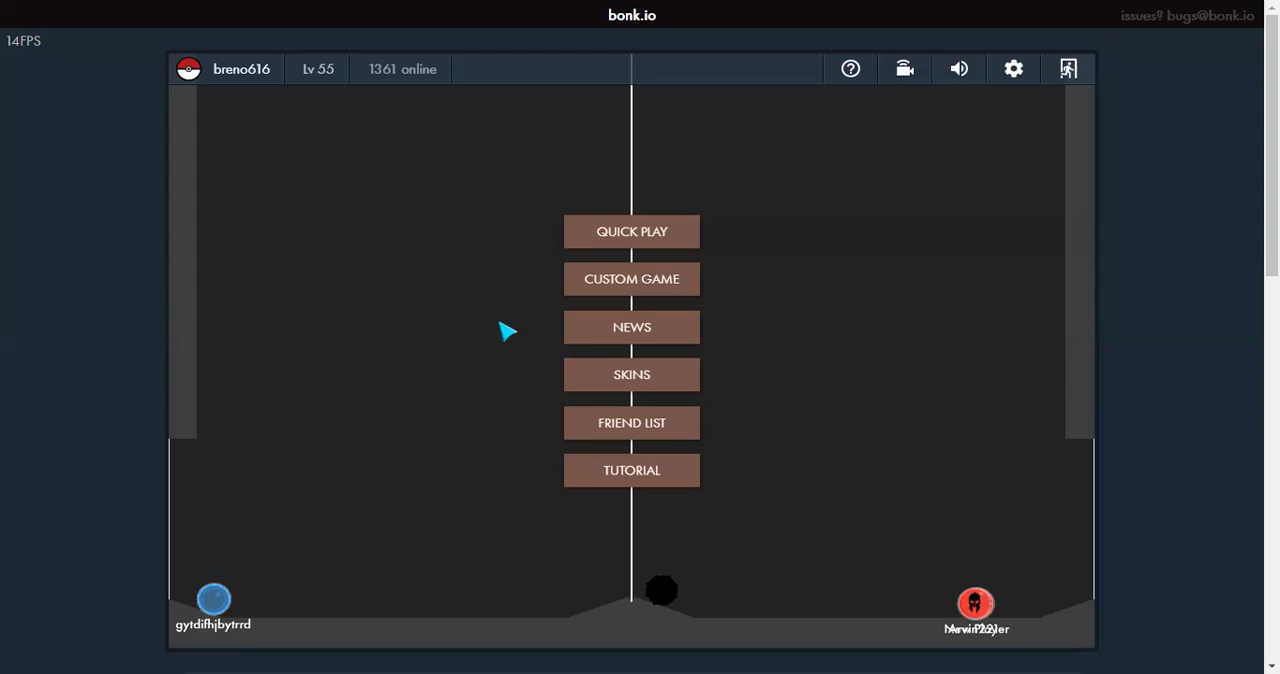 bonk.io
issues? bugs@bonk.io
14FPS
breno616
Lv 55
1361 online
QUICK PLAY
CUSTOM GAME
NEWS
SKINS
FRIEND LIST
TUTORIAL
gytdifhjbytrrd